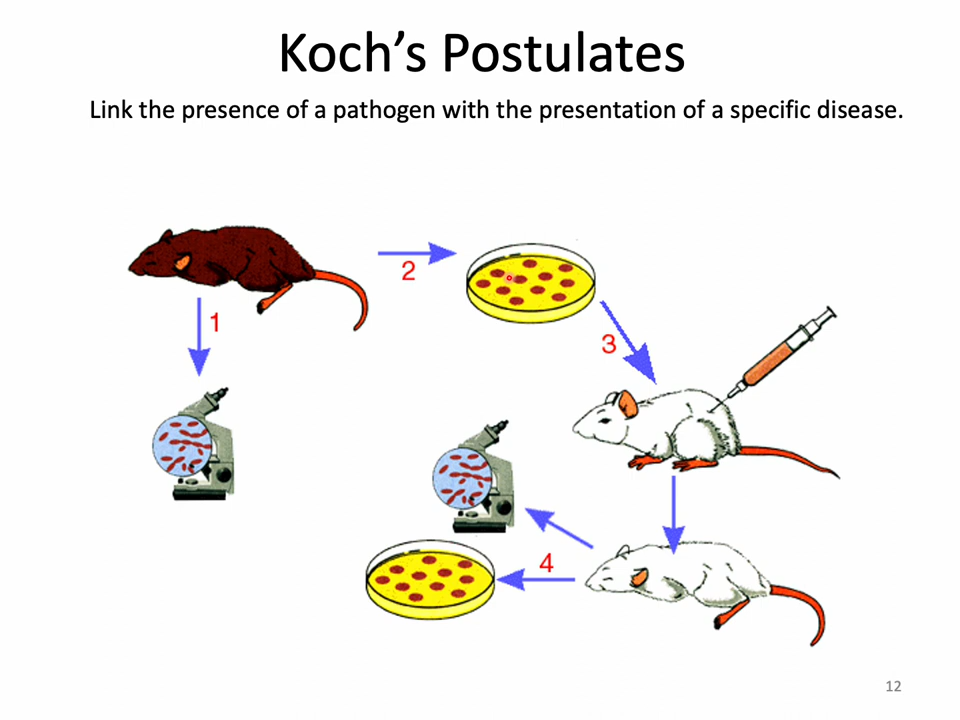 Koch’s Postulates
Link the presence of a pathogen with the presentation of a specific disease.
2
1
3
4
12